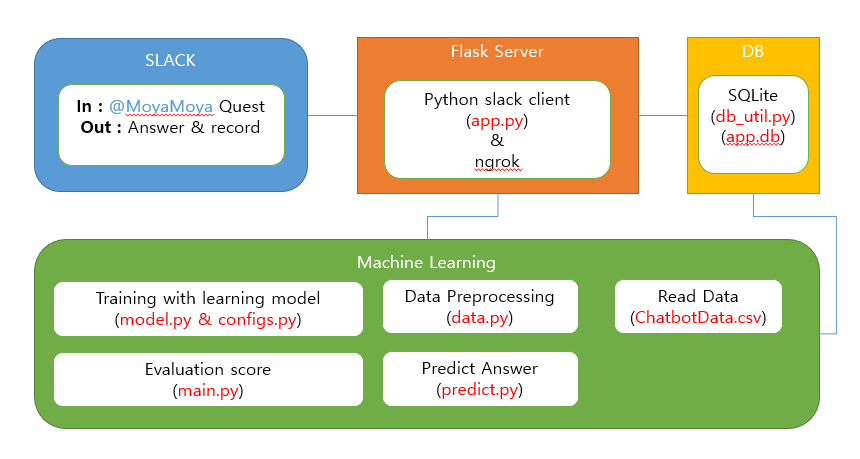 SLACK
In : @MoyaMoya Quest
Out : Answer & record
Flask Server
Python slack client
(app.py)
&
ngrok
DB
SQLite
(db_util.py)
(app.db)
Machine Learning
Training with learning model
(model.py & configs.py)
Data Preprocessing
(data.py)
Read Data
(ChatbotData.csv)
Evaluation score
(main.py)
Predict Answer
(predict.py)